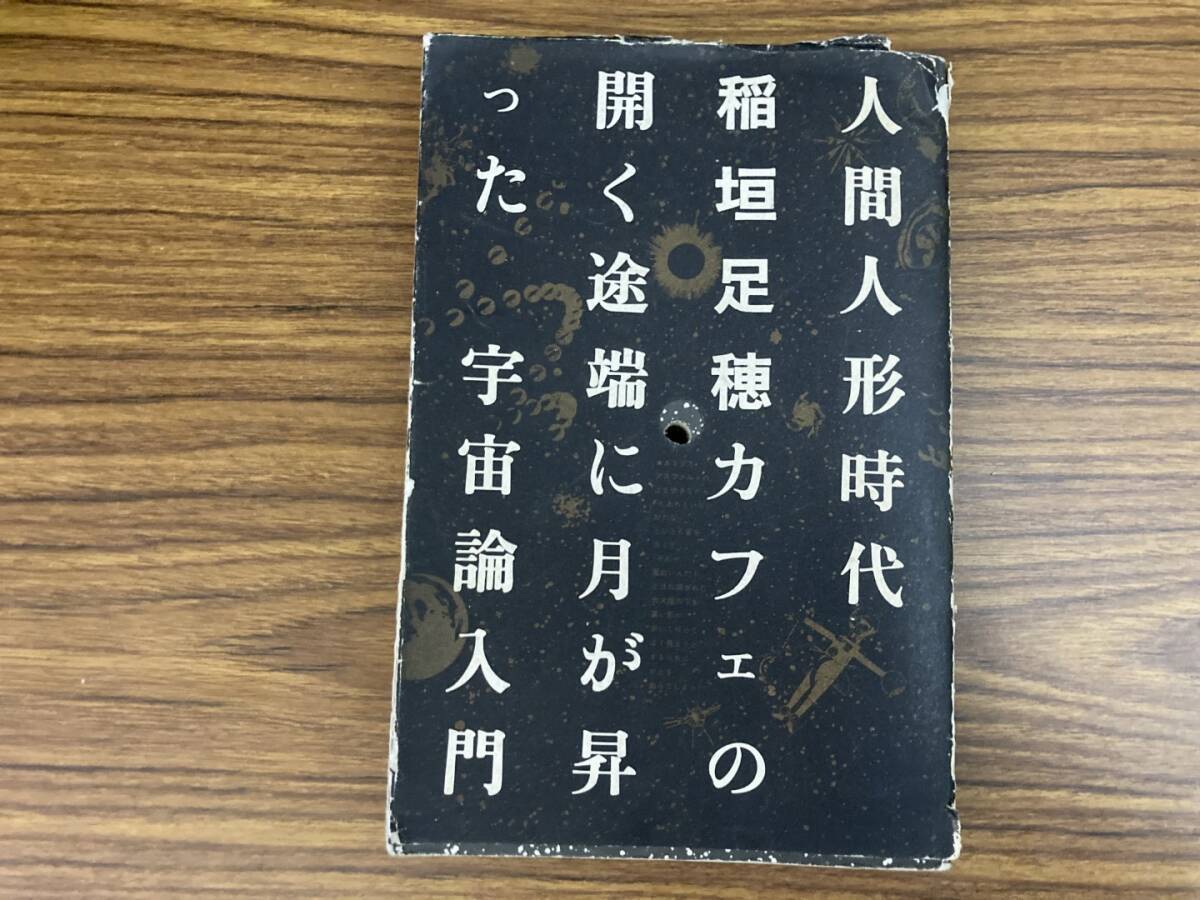 人間人形時代
稲垣足穂カフェの
開く途端に月が昇
った 宇宙論入門